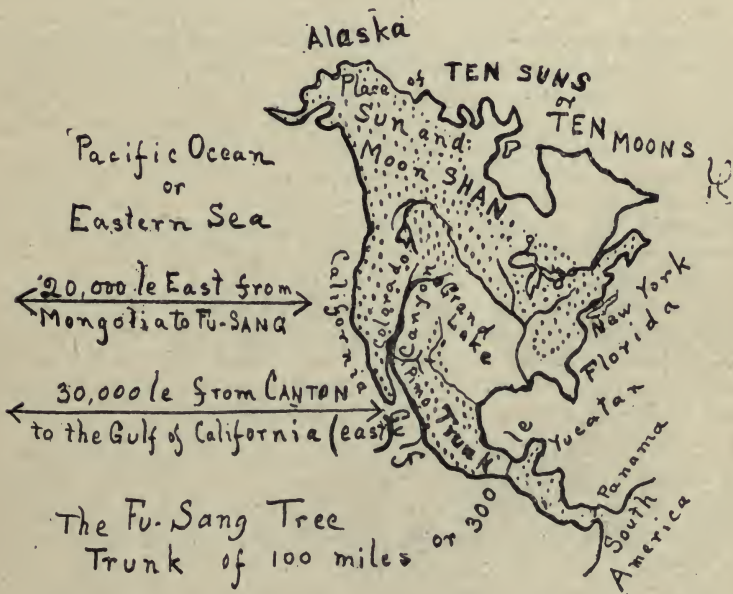 Alaska
Place of TEN SUNS
or
TEN MOONS
Sun and
Moon SHAN
Pacific Ocean
or
Eastern Sea
20,000 le East from
Mongolia to FU-SANG
30,000 le from CANTON
to the Gulf of California (east)
California
Colorado
Canyon
Grand
Lake
New York
Florida
Yucatan
Panama
South
America
Pimo
Trunk
Gulf
The Fu-Sang Tree
Trunk of 100 miles or 300 le